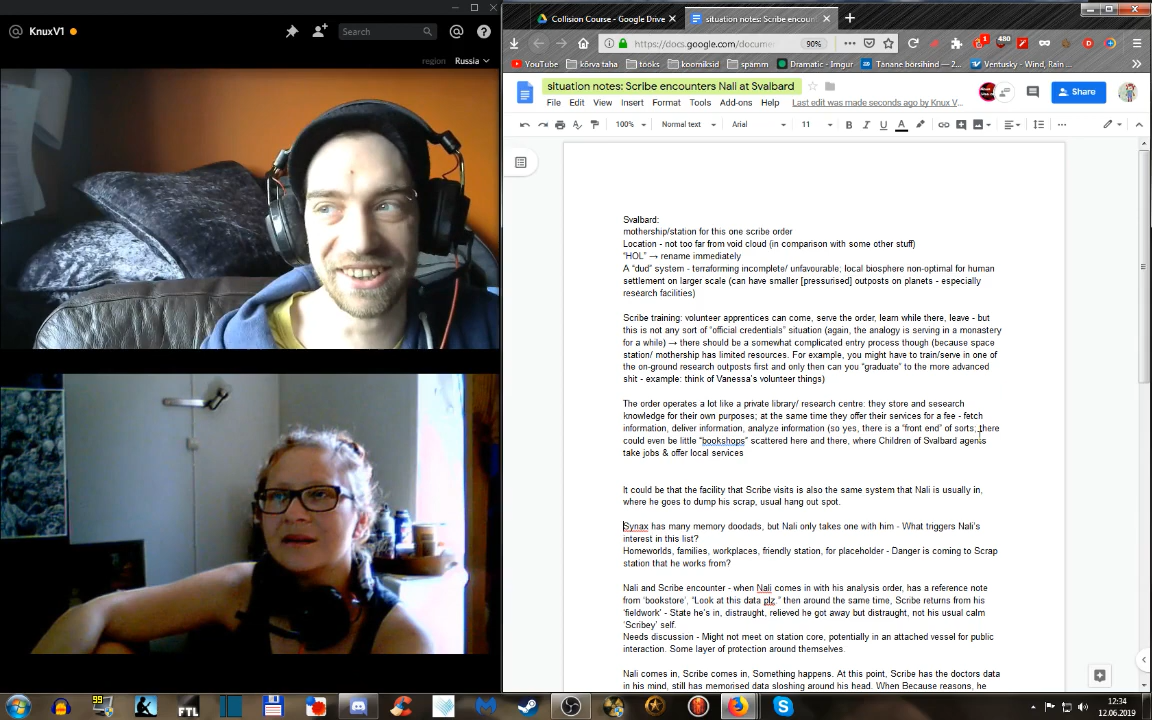 KnuxV1
Search
region
Russia
Collision Course - Google Drive
situation notes: Scribe encount
https://docs.google.com/documer
90%
1
480
YouTube
kõrva taha
tööks
koomiksid
spämm
Dramatic - Imgur
Tänane börsihind — 2...
Ventusky - Wind, Rain ...
situation notes: Scribe encounters Nali at Svalbard
File Edit View Insert Format Tools Add-ons Help Last edit was made seconds ago by Knux V...
Share
100% Normal text Arial 11 B I U A
Svalbard:
mothership/station for this one scribe order
Location - not too far from void cloud (in comparison with some other stuff)
"HOL" → rename immediately
A "dud" system - terraforming incomplete/ unfavourable; local biosphere non-optimal for human
settlement on larger scale (can have smaller [pressurised] outposts on planets - especially
research facilities)
Scribe training: volunteer apprentices can come, serve the order, learn while there, leave - but
this is not any sort of "official credentials" situation (again, the analogy is serving in a monastery
for a while) → there should be a somewhat complicated entry process though (because space
station/ mothership has limited resources. For example, you might have to train/serve in one of
the on-ground research outposts first and only then can you "graduate" to the more advanced
shit - example: think of Vanessa's volunteer things)
The order operates a lot like a private library/ research centre: they store and sesearch
knowledge for their own purposes; at the same time they offer their services for a fee - fetch
information, deliver information, analyze information (so yes, there is a "front end" of sorts; there
could even be little "bookshops" scattered here and there, where Children of Svalbard agents
take jobs & offer local services
It could be that the facility that Scribe visits is also the same system that Nali is usually in,
where he goes to dump his scrap, usual hang out spot.
Synax has many memory doodads, but Nali only takes one with him - What triggers Nali's
interest in this list?
Homeworlds, families, workplaces, friendly station, for placeholder - Danger is coming to Scrap
station that he works from?
Nali and Scribe encounter - when Nali comes in with his analysis order, has a reference note
from 'bookstore', "Look at this data plz." then around the same time, Scribe returns from his
'fieldwork' - State he's in, distraught, relieved he got away but distraught, not his usual calm
'Scribey' self.
Needs discussion - Might not meet on station core, potentially in an attached vessel for public
interaction. Some layer of protection around themselves.
Nali comes in, Scribe comes in, Something happens. At this point, Scribe has the doctors data
in his mind, still has memorised data sloshing around his head. When Because reasons, he
99
FTL
12:34
12.06.2019